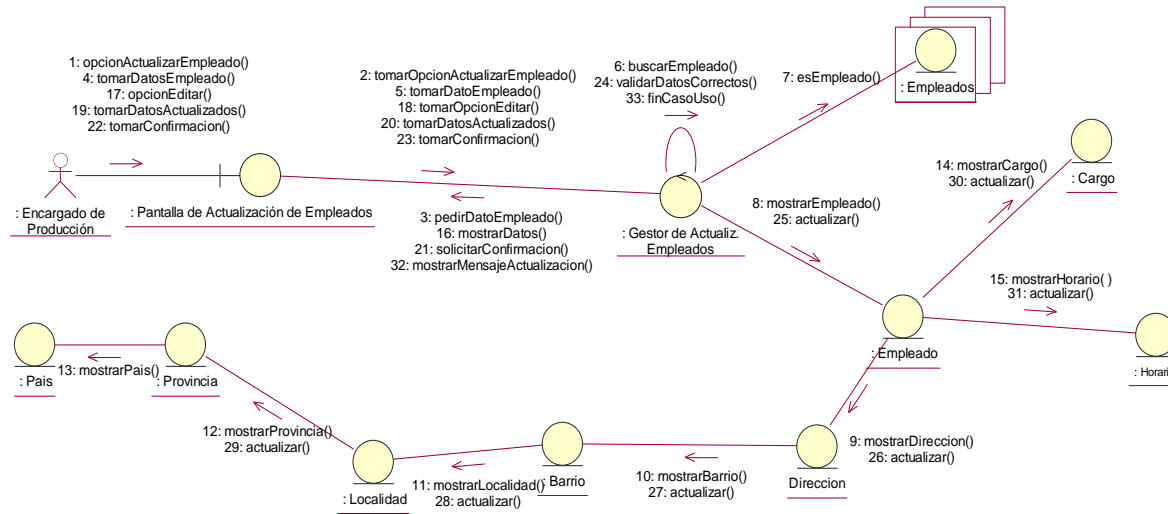 1: opcionActualizarEmpleado()
4: tomarDatosEmpleado()
17: opcionEditar()
19: tomarDatosActualizados()
22: tomarConfirmacion()
2: tomarOpcionActualizarEmpleado()
5: tomarDatoEmpleado()
18: tomarOpcionEditar()
20: tomarDatosActualizados()
23: tomarConfirmacion()
6: buscarEmpleado()
24: validarDatosCorrectos()
33: finCasoUso()
7: esEmpleado()
: Empleados
14: mostrarCargo()
30: actualizar()
: Cargo
: Encargado de
Producción
: Pantalla de Actualización de Empleados
3: pedirDatoEmpleado()
16: mostrarDatos()
21: solicitarConfirmacion()
32: mostrarMensajeActualizacion()
: Gestor de Actualiz.
Empleados
8: mostrarEmpleado()
25: actualizar()
15: mostrarHorario( )
31: actualizar()
: Empleado
: Horari
13: mostrarPais()
: Pais
: Provincia
12: mostrarProvincia()
29: actualizar()
9: mostrarDireccion()
26: actualizar()
: Localidad
11: mostrarLocalidad()
28: actualizar()
: Barrio
10: mostrarBarrio()
27: actualizar()
Direccion